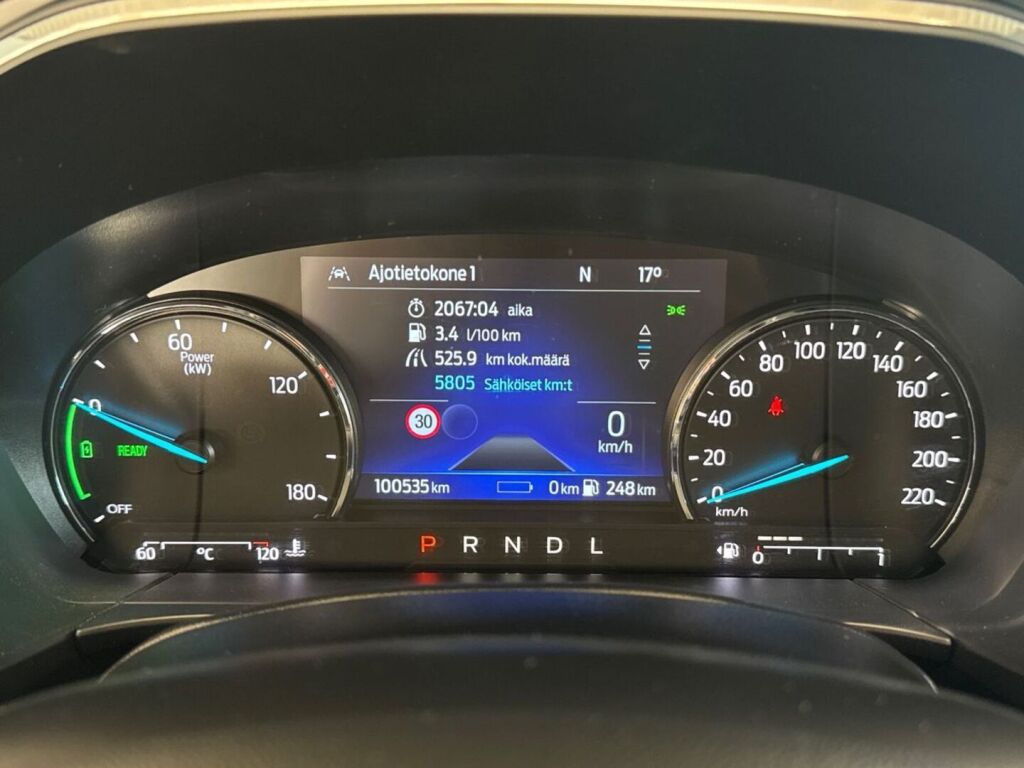 Ajotietokone 1 N 17°
2067:04 aika
3.4 l/100 km
525.9 km kok.määrä
5805 Sähköiset km:t
30
0
km/h
100535 km 0 km 248 km
60
Power
(kW)
120
0
READY
180
OFF
0
20
40
60
80
100
120
140
160
180
200
220
km/h
60 °C 120
P R N D L
0 1